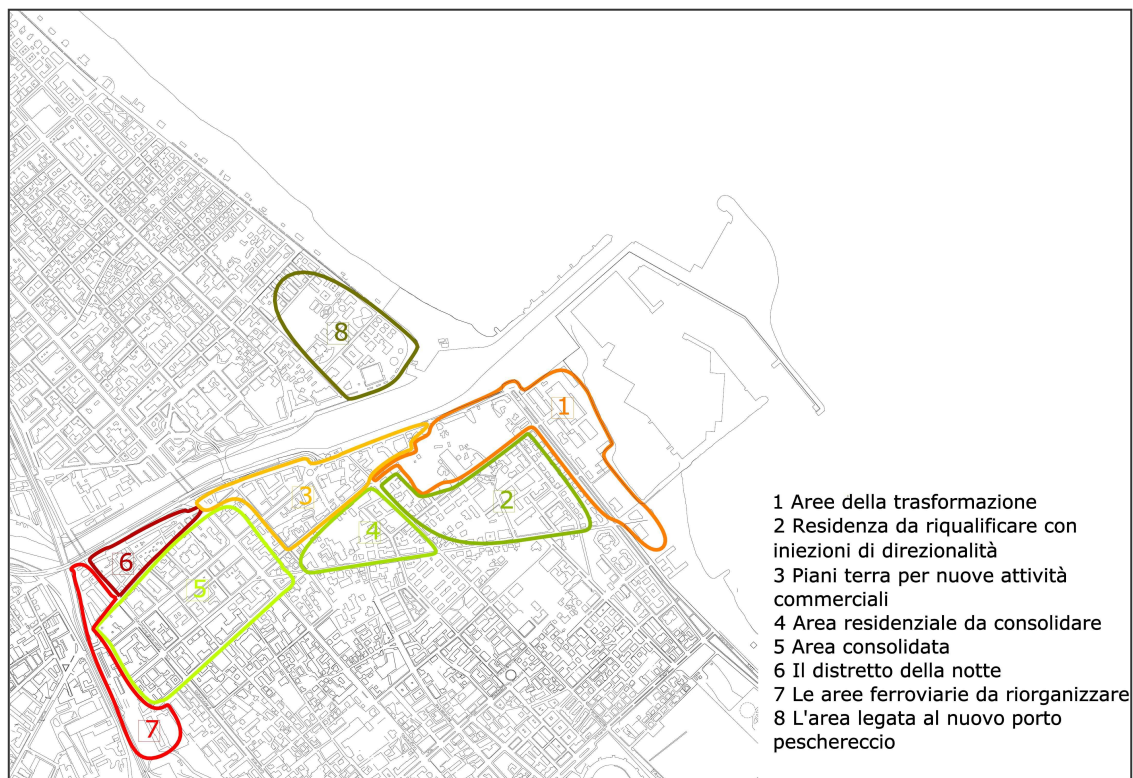 8
1
2
3
4
6
5
7
1 Aree della trasformazione
2 Residenza da riqualificare con
iniezioni di direzionalità
3 Piani terra per nuove attività
commerciali
4 Area residenziale da consolidare
5 Area consolidata
6 Il distretto della notte
7 Le aree ferroviarie da riorganizzare
8 L'area legata al nuovo porto
peschereccio